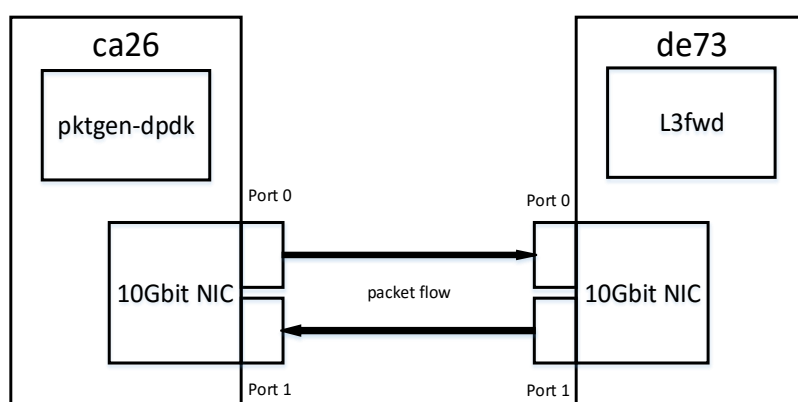 ca26
de73
pktgen-dpdk
L3fwd
Port 0
Port 0
10Gbit NIC
packet flow
10Gbit NIC
Port 1
Port 1